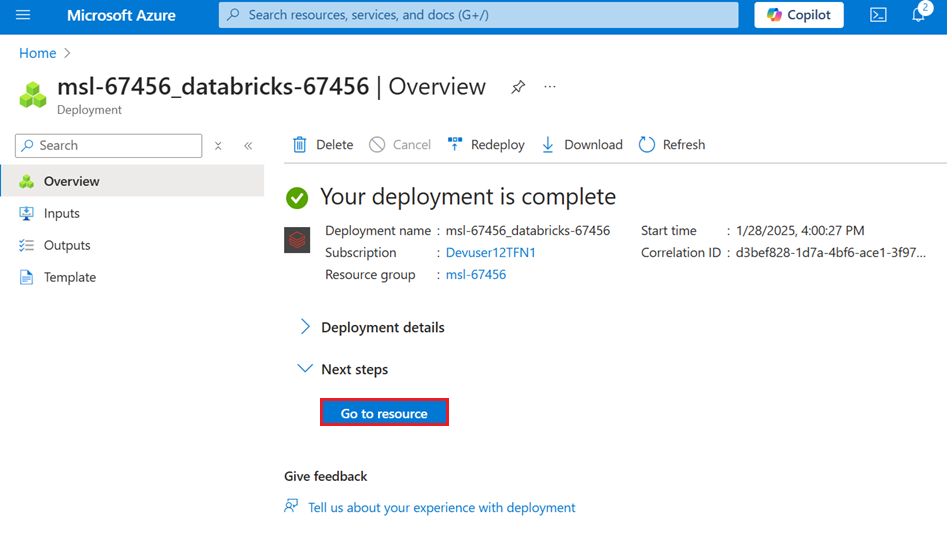 Microsoft Azure
Search resources, services, and docs (G+/)
Copilot
2
Home
msl-67456_databricks-67456 | Overview
Deployment
Search
Delete
Cancel
Redeploy
Download
Refresh
Overview
Inputs
Outputs
Template
Your deployment is complete
Deployment name : msl-67456_databricks-67456
Start time : 1/28/2025, 4:00:27 PM
Subscription : Devuser12TFN1
Correlation ID : d3bef828-1d7a-4bf6-ace1-3f97...
Resource group : msl-67456
Deployment details
Next steps
Go to resource
Give feedback
Tell us about your experience with deployment